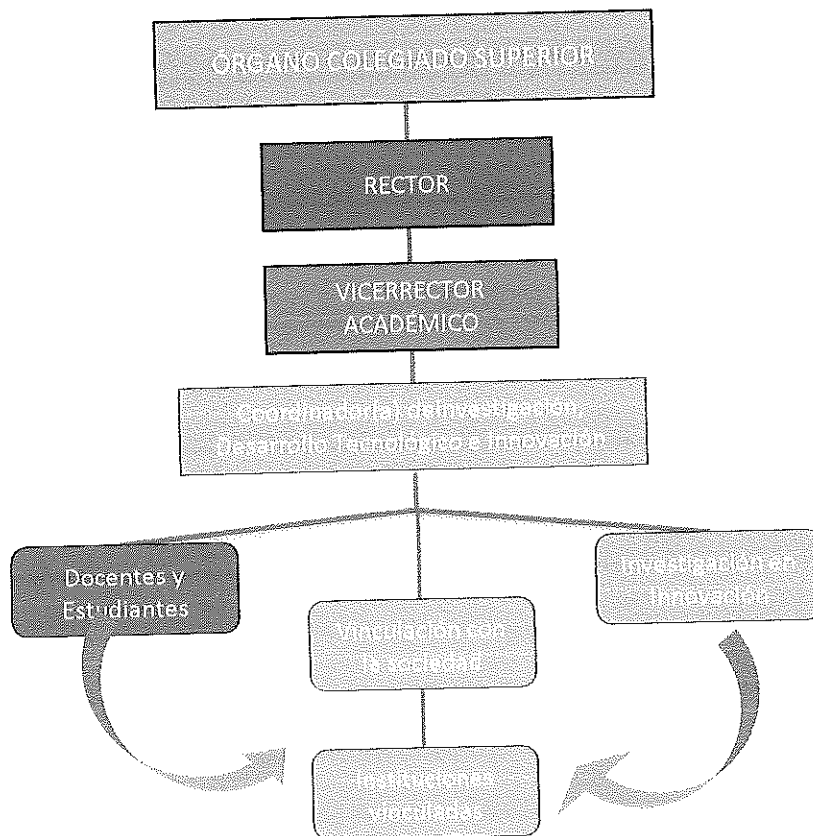 ÓRGANO COLEGIADO SUPERIOR
RECTOR
VICERRECTOR
ACADÉMICO
Coordinador(a) de Investigación,
Desarrollo Tecnológico e Innovación
Docentes y
Estudiantes
Investigación en
Innovación
Vinculación con
la sociedad
Instituciones
vinculadas